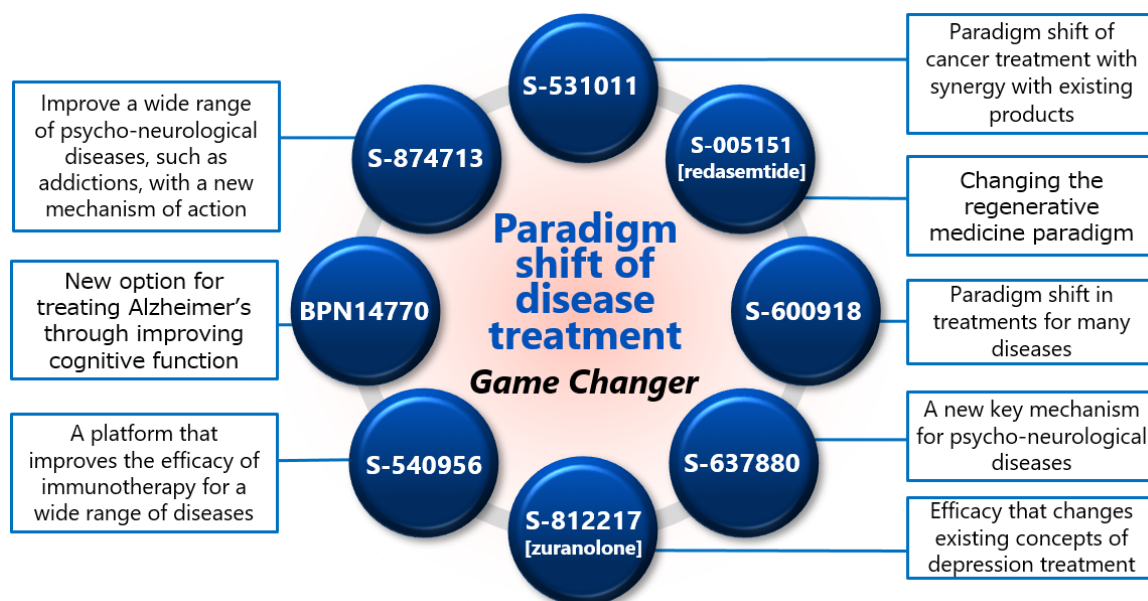 S-531011
Paradigm shift of
cancer treatment with
synergy with existing
products
S-005151
[redasemtide]
Changing the
regenerative
medicine paradigm
S-600918
Paradigm shift in
treatments for many
diseases
S-637880
A new key mechanism
for psycho-neurological
diseases
S-812217
[zuranolone]
Efficacy that changes
existing concepts of
depression treatment
S-540956
A platform that
improves the efficacy of
immunotherapy for a
wide range of diseases
BPN14770
New option for
treating Alzheimer’s
through improving
cognitive function
S-874713
Improve a wide range
of psycho-neurological
diseases, such as
addictions, with a new
mechanism of action
Paradigm
shift of
disease
treatment
Game Changer